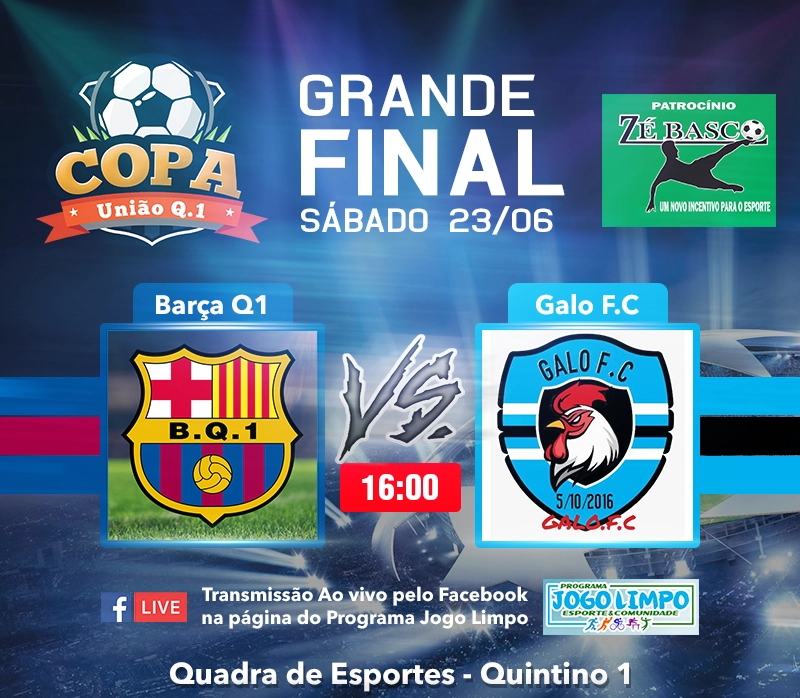 COPA
União Q.1
GRANDE
FINAL
SÁBADO 23/06
PATROCÍNIO
ZÉ BASCO
UM NOVO INCENTIVO PARA O ESPORTE
Barça Q1
B.Q.1
VS.
16:00
Galo F.C
GALO F.C
5/10/2016
GALO.F.C
f LIVE
Transmissão Ao vivo pelo Facebook
na página do Programa Jogo Limpo
PROGRAMA
JOGO LIMPO
ESPORTE & COMUNIDADE
Quadra de Esportes - Quintino 1